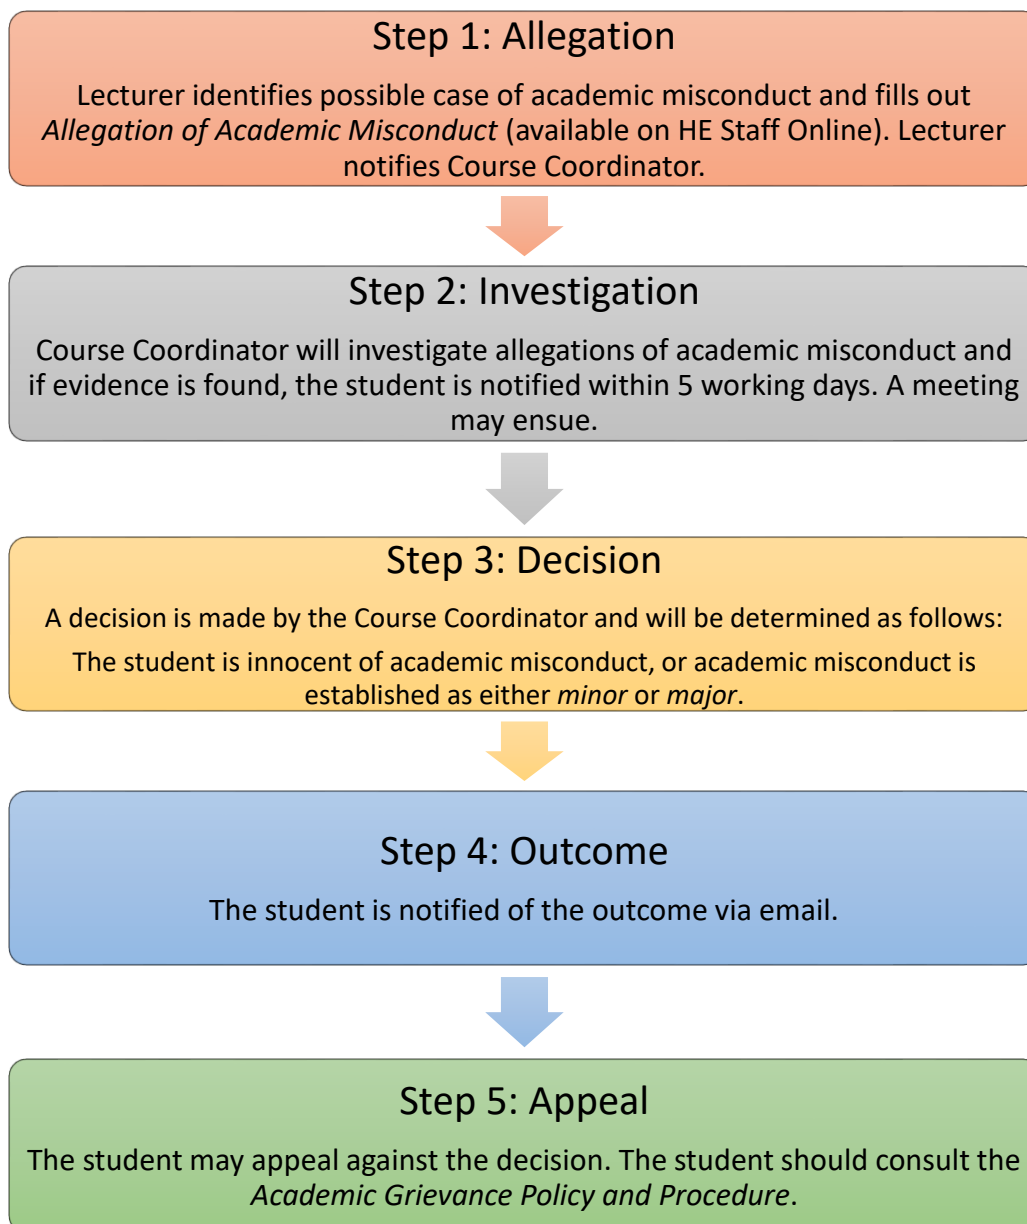 Step 1: Allegation
Lecturer identifies possible case of academic misconduct and fills out
Allegation of Academic Misconduct (available on HE Staff Online). Lecturer
notifies Course Coordinator.
Step 2: Investigation
Course Coordinator will investigate allegations of academic misconduct and
if evidence is found, the student is notified within 5 working days. A meeting
may ensue.
Step 3: Decision
A decision is made by the Course Coordinator and will be determined as follows:
The student is innocent of academic misconduct, or academic misconduct is
established as either minor or major.
Step 4: Outcome
The student is notified of the outcome via email.
Step 5: Appeal
The student may appeal against the decision. The student should consult the
Academic Grievance Policy and Procedure.